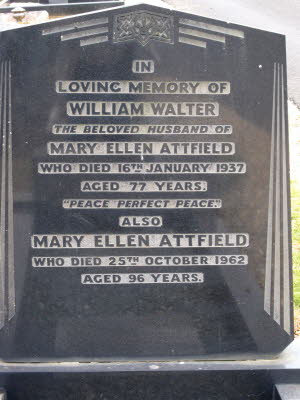 IN
LOVING MEMORY OF
WILLIAM WALTER
THE BELOVED HUSBAND OF
MARY ELLEN ATTFIELD
WHO DIED 16TH JANUARY 1937
AGED 77 YEARS.
"PEACE PERFECT PEACE."
ALSO
MARY ELLEN ATTFIELD
WHO DIED 25TH OCTOBER 1962
AGED 96 YEARS.